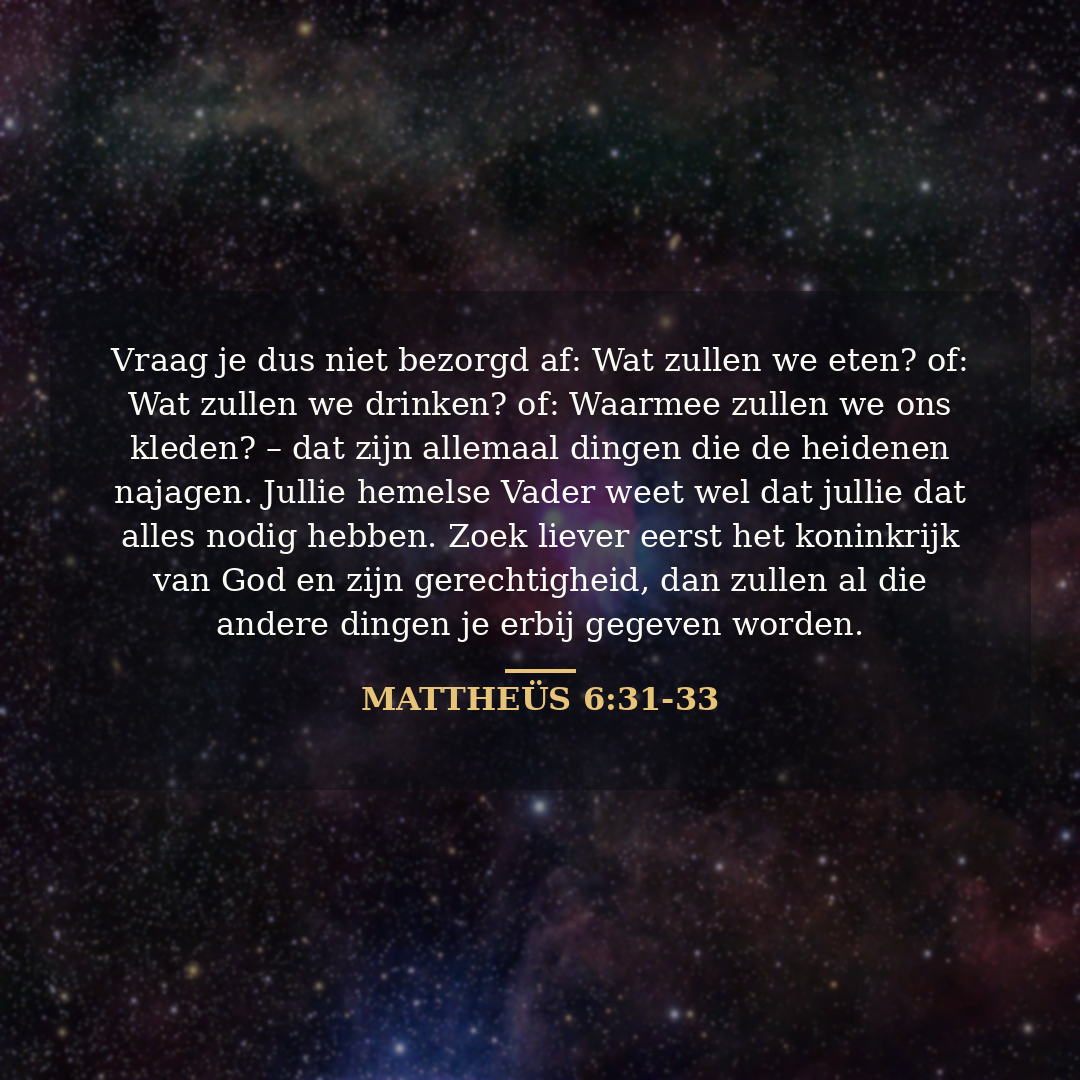 Vraag je dus niet bezorgd af: Wat zullen we eten? of:
Wat zullen we drinken? of: Waarmee zullen we ons
kleden? – dat zijn allemaal dingen die de heidenen
najagen. Jullie hemelse Vader weet wel dat jullie dat
alles nodig hebben. Zoek liever eerst het koninkrijk
van God en zijn gerechtigheid, dan zullen al die
andere dingen je erbij gegeven worden.
MATTHEÜS 6:31-33